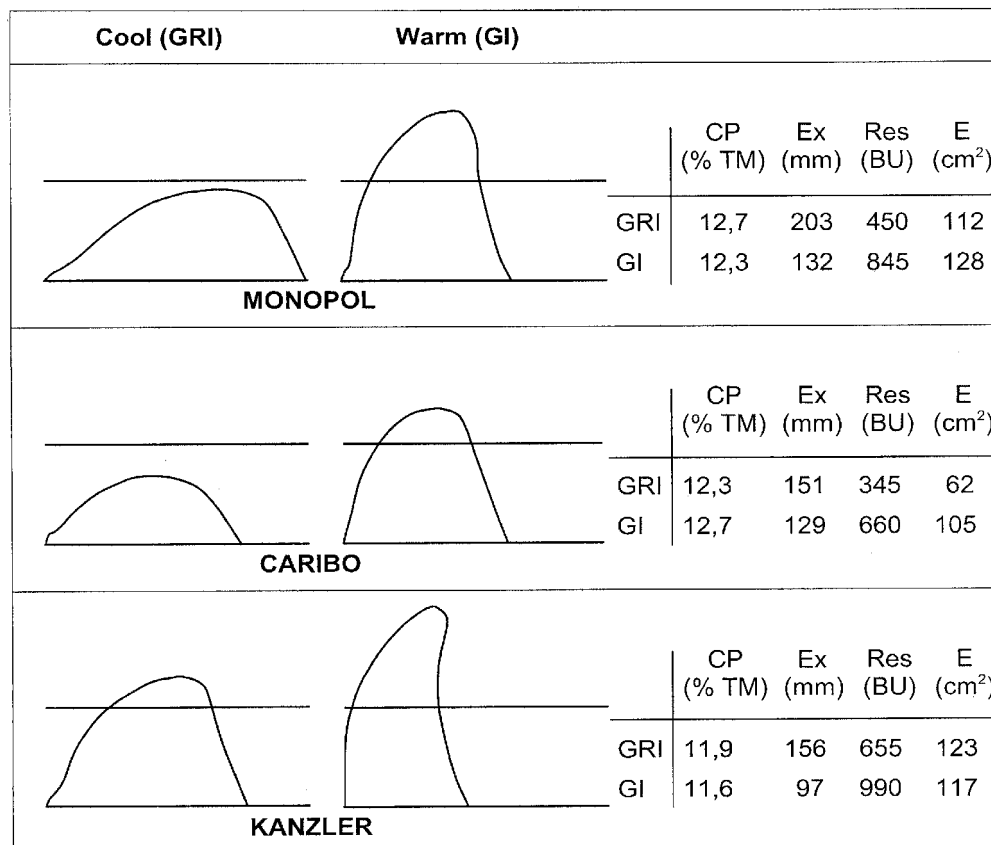 Cool (GRI) Warm (GI)
CP Ex Res E
(% TM) (mm) (BU) (cm²)
GRI 12,7 203 450 112
GI 12,3 132 845 128
MONOPOL
CP Ex Res E
(% TM) (mm) (BU) (cm²)
GRI 12,3 151 345 62
GI 12,7 129 660 105
CARIBO
CP Ex Res E
(% TM) (mm) (BU) (cm²)
GRI 11,9 156 655 123
GI 11,6 97 990 117
KANZLER